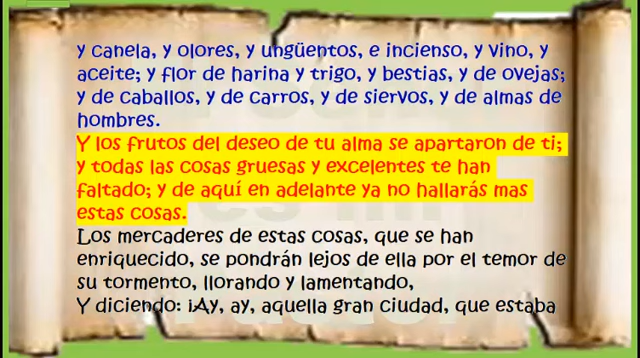 y canela, y olores, y ungüentos, e incienso, y vino, y
aceite; y flor de harina y trigo, y bestias, y de ovejas;
y de caballos, y de carros, y de siervos, y de almas de
hombres.
Y los frutos del deseo de tu alma se apartaron de ti;
y todas las cosas gruesas y excelentes te han
faltado; y de aquí en adelante ya no hallarás mas
estas cosas.
Los mercaderes de estas cosas, que se han
enriquecido, se pondrán lejos de ella por el temor de
su tormento, llorando y lamentando,
Y diciendo: ¡Ay, ay, aquella gran ciudad, que estaba